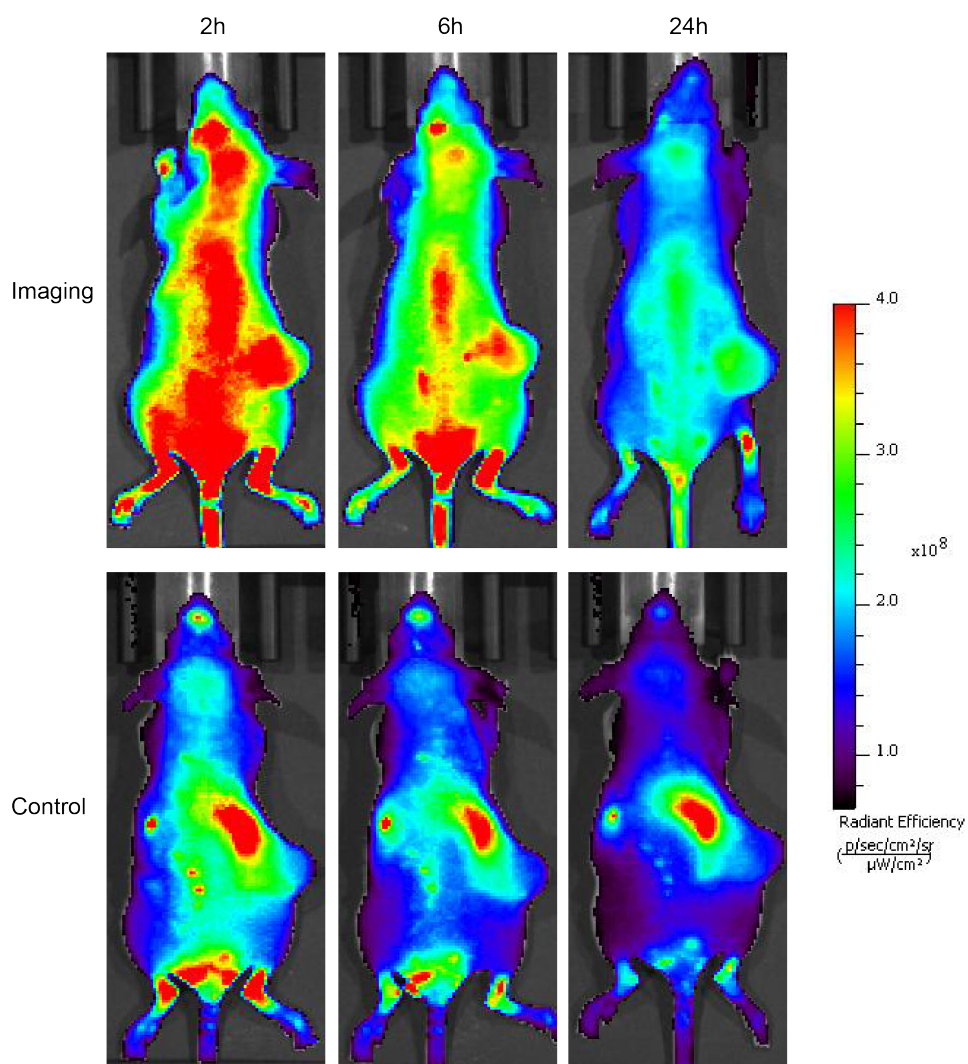 2h 6h 24h
Imaging
Control
4.0
3.0
x10⁸
2.0
1.0
Radiant Efficiency
(p/sec/cm²/sr
µW/cm²)